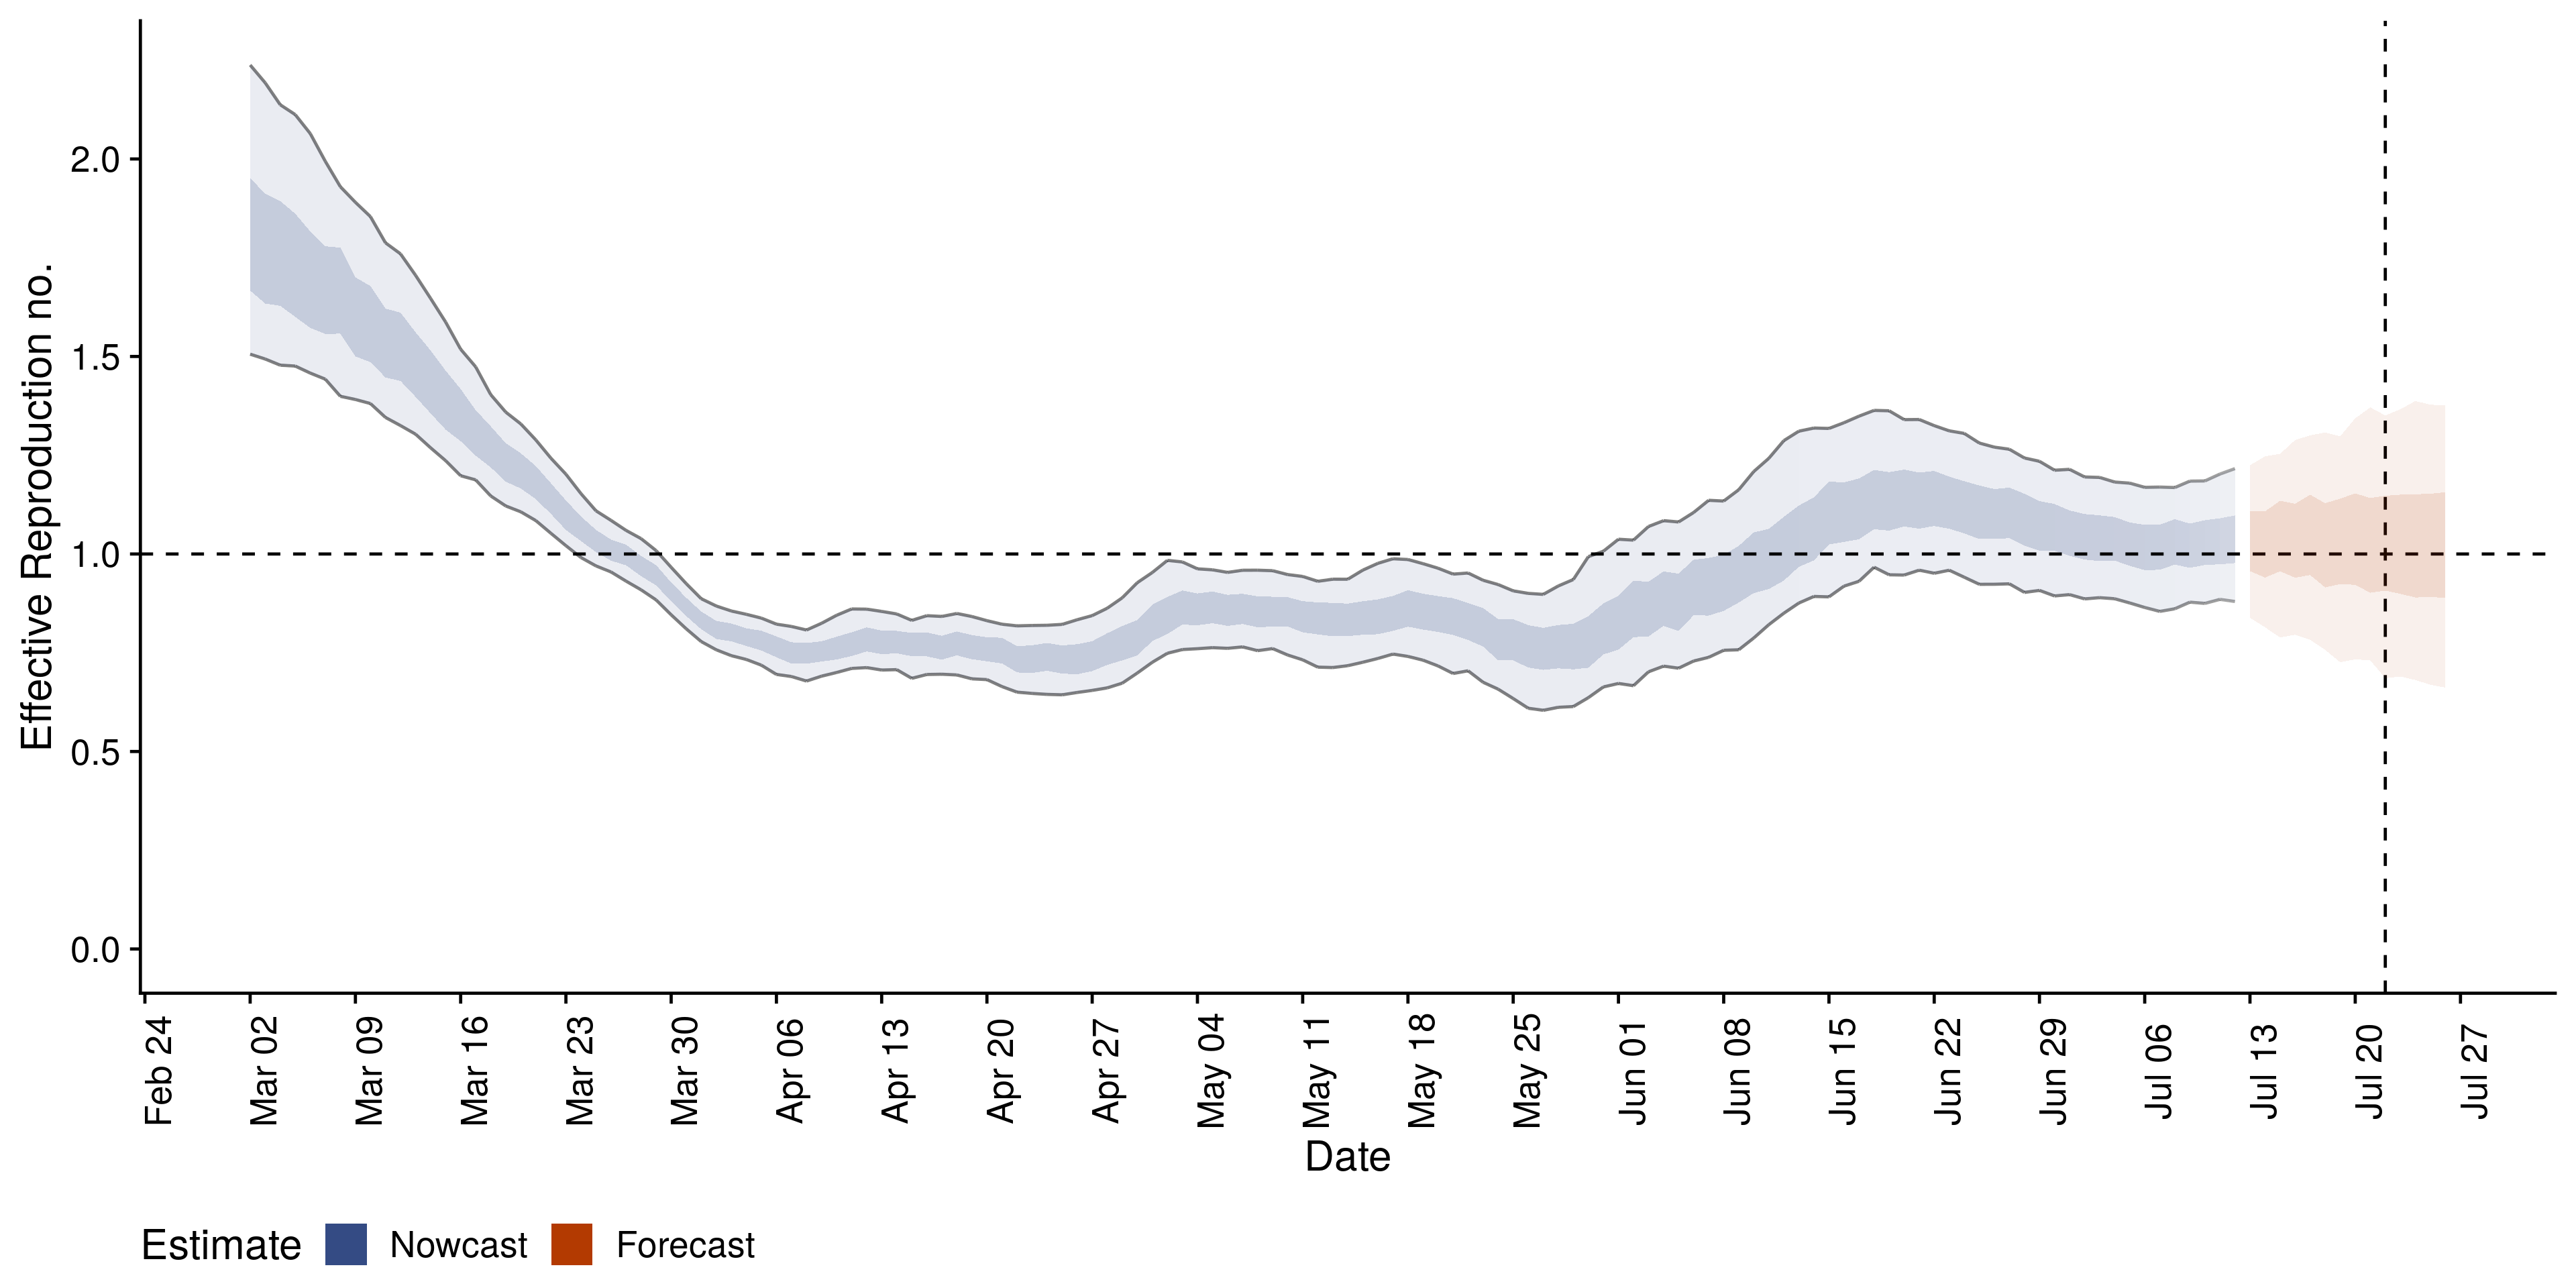 Effective Reproduction no.
2.0
1.5
1.0
0.5
0.0
Feb 24
Mar 02
Mar 09
Mar 16
Mar 23
Mar 30
Apr 06
Apr 13
Apr 20
Apr 27
May 04
May 11
May 18
May 25
Jun 01
Jun 08
Jun 15
Jun 22
Jun 29
Jul 06
Jul 13
Jul 20
Jul 27
Date
Estimate Nowcast Forecast